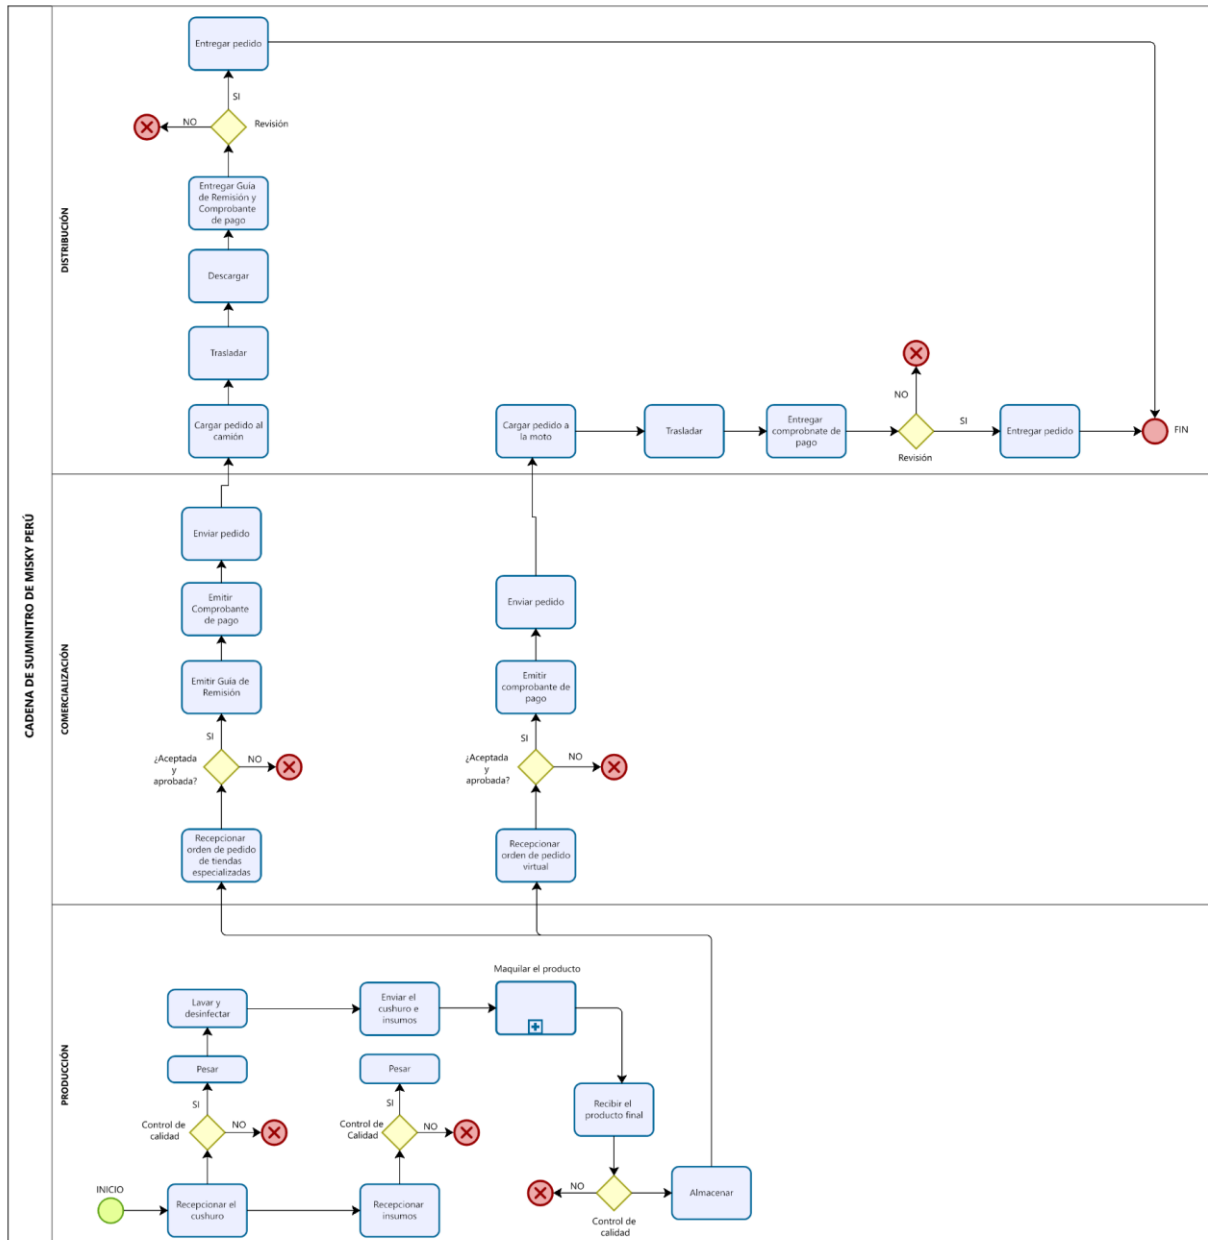 CADENA DE SUMINITRO DE MISKY PERÚ
DISTRIBUCIÓN
Entregar pedido
SI
NO
Revisión
Entregar Guía
de Remisión y
Comprobante
de pago
Descargar
Trasladar
Cargar pedido al
camión
Cargar pedido a
la moto
Trasladar
Entregar
comprobnate de
pago
NO
SI
Revisión
Entregar pedido
FIN
COMERCIALIZACIÓN
Enviar pedido
Emitir
Comprobante
de pago
Emitir Guía de
Remisión
SI
¿Aceptada
y
aprobada?
NO
Recepcionar
orden de pedido
de tiendas
especializadas
Enviar pedido
Emitir
comprobante de
pago
SI
¿Aceptada
y
aprobada?
NO
Recepcionar
orden de pedido
virtual
PRODUCCIÓN
Lavar y
desinfectar
Enviar el
cushuro e
insumos
Maquilar el producto
Pesar
SI
Control de
calidad
NO
Pesar
SI
Control de
Calidad
NO
Recibir el
producto final
INICIO
Recepcionar el
cushuro
Recepcionar
insumos
NO
Control de
calidad
Almacenar